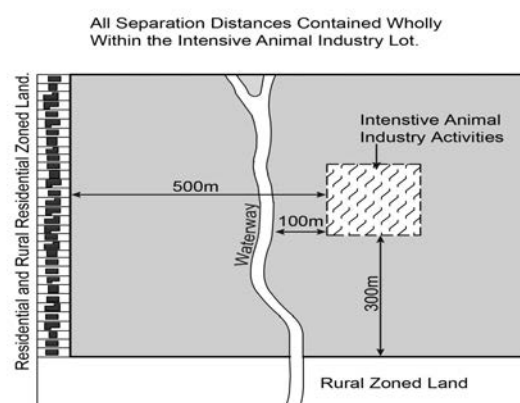 All Separation Distances Contained Wholly
Within the Intensive Animal Industry Lot.
Residential and Rural Residential Zoned Land.
Intenstive Animal
Industry Activities
500m
Waterway
100m
300m
Rural Zoned Land